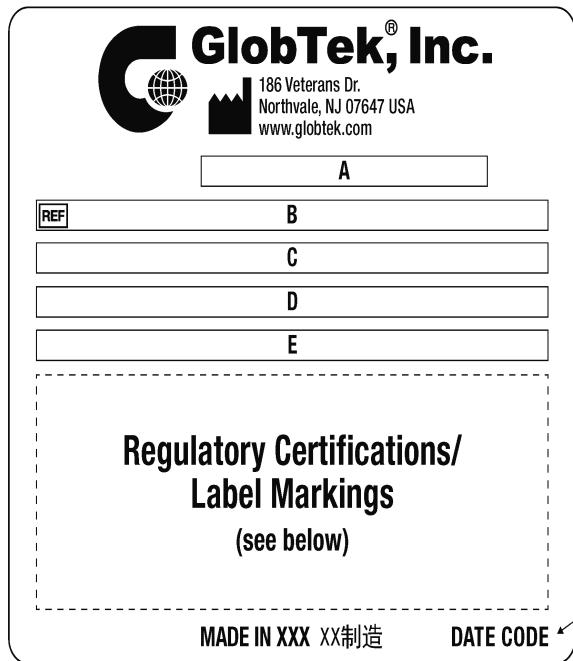 GlobTek,® Inc.
186 Veterans Dr.
Northvale, NJ 07647 USA
www.globtek.com
A
REF B
C
D
E
Regulatory Certifications/
Label Markings
(see below)
MADE IN XXX XX制造 DATE CODE